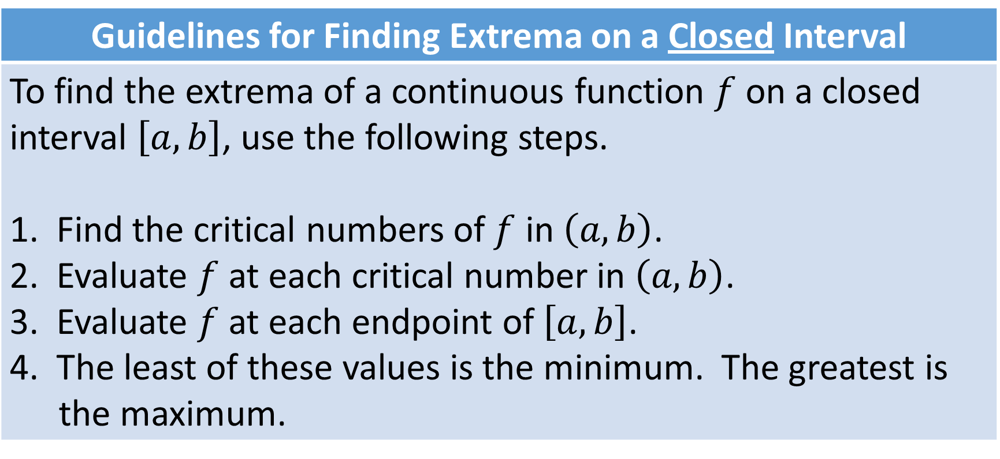 Guidelines for Finding Extrema on a Closed Interval
To find the extrema of a continuous function 𝑓 on a closed
interval [𝑎, 𝑏], use the following steps.
1. Find the critical numbers of 𝑓 in (𝑎, 𝑏).
2. Evaluate 𝑓 at each critical number in (𝑎, 𝑏).
3. Evaluate 𝑓 at each endpoint of [𝑎, 𝑏].
4. The least of these values is the minimum. The greatest is
the maximum.